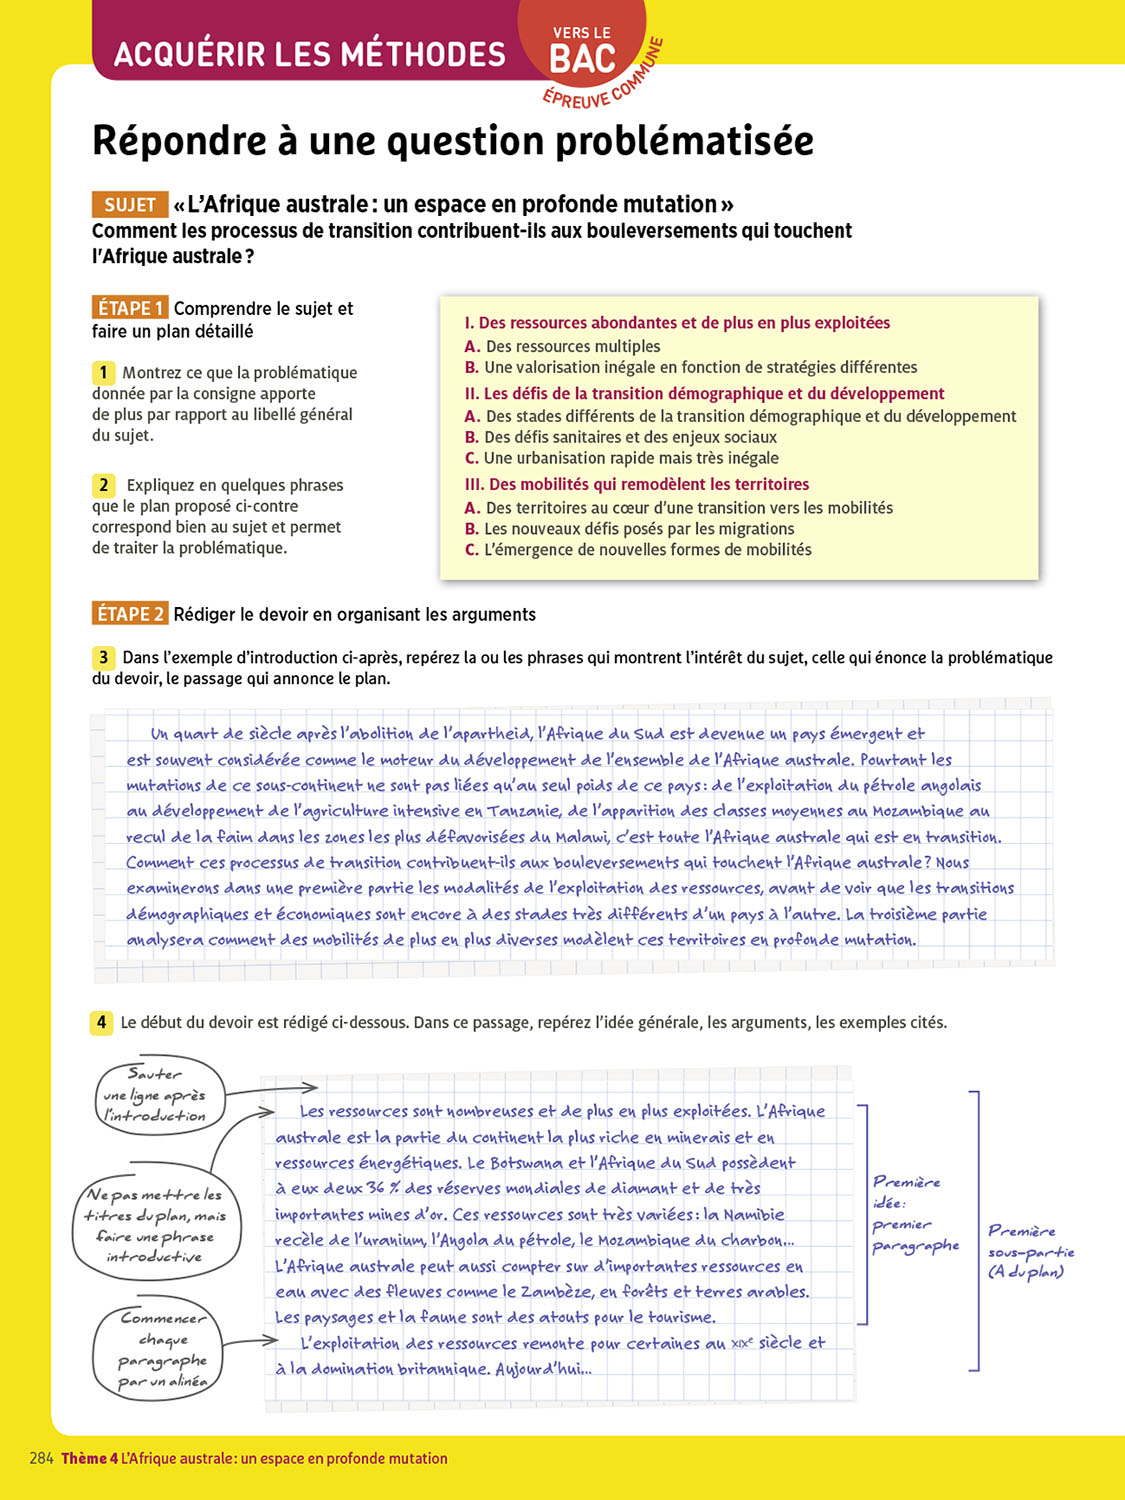 ACQUÉRIR LES MÉTHODES
VERS LE
BAC
ÉPREUVE COMMUNE
Répondre à une question problématisée
SUJET « L'Afrique australe : un espace en profonde mutation »
Comment les processus de transition contribuent-ils aux bouleversements qui touchent
l'Afrique australe ?
ÉTAPE 1 Comprendre le sujet et
faire un plan détaillé
1 Montrez ce que la problématique
donnée par la consigne apporte
de plus par rapport au libellé général
du sujet.
2 Expliquez en quelques phrases
que le plan proposé ci-contre
correspond bien au sujet et permet
de traiter la problématique.
I. Des ressources abondantes et de plus en plus exploitées
A. Des ressources multiples
B. Une valorisation inégale en fonction de stratégies différentes
II. Les défis de la transition démographique et du développement
A. Des stades différents de la transition démographique et du développement
B. Des défis sanitaires et des enjeux sociaux
C. Une urbanisation rapide mais très inégale
III. Des mobilités qui remodèlent les territoires
A. Des territoires au cœur d'une transition vers les mobilités
B. Les nouveaux défis posés par les migrations
C. L'émergence de nouvelles formes de mobilités
ÉTAPE 2 Rédiger le devoir en organisant les arguments
3 Dans l'exemple d'introduction ci-après, repérez la ou les phrases qui montrent l'intérêt du sujet, celle qui énonce la problématique
du devoir, le passage qui annonce le plan.
Un quart de siècle après l'abolition de l'apartheid, l'Afrique du Sud est devenue un pays émergent et
est souvent considérée comme le moteur du développement de l'ensemble de l'Afrique australe. Pourtant les
mutations de ce sous-continent ne sont pas liées qu'au seul poids de ce pays : de l'exploitation du pétrole angolais
au développement de l'agriculture intensive en Tanzanie, de l'apparition des classes moyennes au Mozambique au
recul de la faim dans les zones les plus défavorisées du Malawi, c'est toute l'Afrique australe qui est en transition.
Comment ces processus de transition contribuent-ils aux bouleversements qui touchent l'Afrique australe ? Nous
examinerons dans une première partie les modalités de l'exploitation des ressources, avant de voir que les transitions
démographiques et économiques sont encore à des stades très différents d'un pays à l'autre. La troisième partie
analysera comment des mobilités de plus en plus diverses modèlent ces territoires en profonde mutation.
4 Le début du devoir est rédigé ci-dessous. Dans ce passage, repérez l'idée générale, les arguments, les exemples cités.
Sauter
une ligne après
l'introduction
Ne pas mettre les
titres du plan, mais
faire une phrase
introductive
Commencer
chaque
paragraphe
par un alinéa
Les ressources sont nombreuses et de plus en plus exploitées. L'Afrique
australe est la partie du continent la plus riche en minerais et en
ressources énergétiques. Le Botswana et l'Afrique du Sud possèdent
à eux deux 36 % des réserves mondiales de diamant et de très
importantes mines d'or. Ces ressources sont très variées : la Namibie
recèle de l'uranium, l'Angola du pétrole, le Mozambique du charbon...
L'Afrique australe peut aussi compter sur d'importantes ressources en
eau avec des fleuves comme le Zambèze, en forêts et terres arables.
Les paysages et la faune sont des atouts pour le tourisme.
L'exploitation des ressources remonte pour certaines au XIXe siècle et
à la domination britannique. Aujourd'hui...
Première
idée :
premier
paragraphe
Première
sous-partie
(A du plan)
284 Thème 4 L'Afrique australe : un espace en profonde mutation